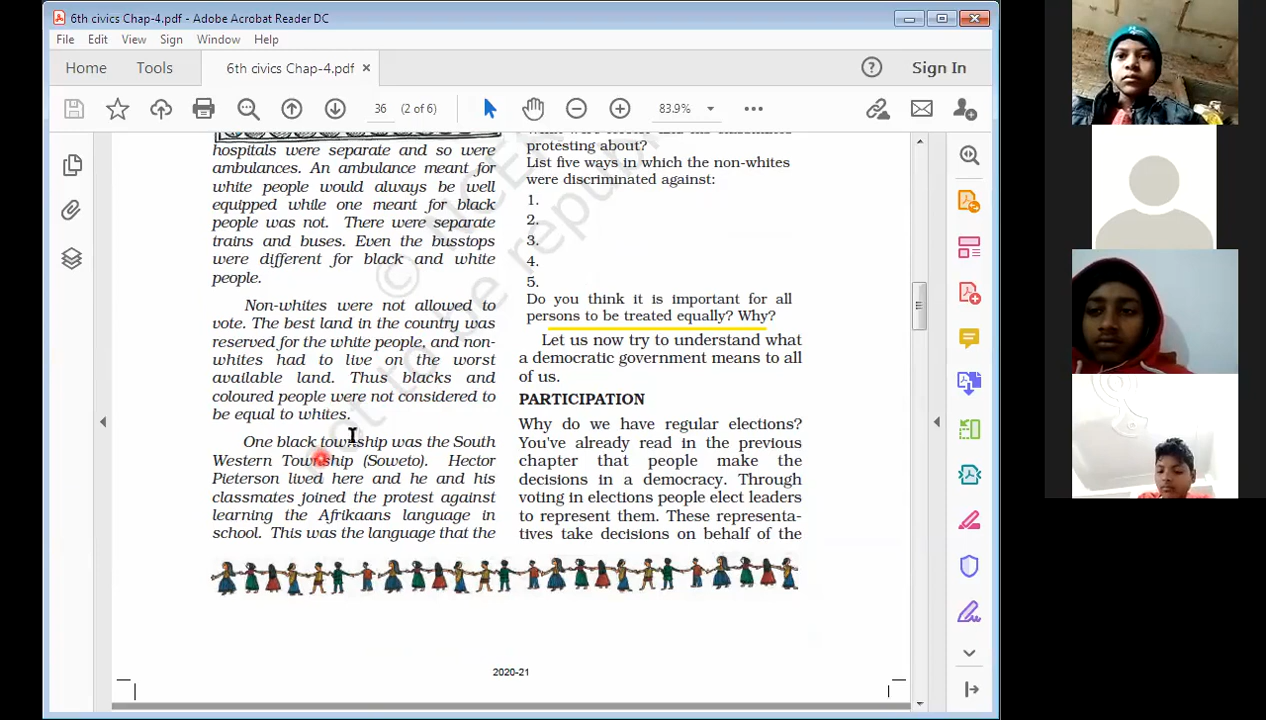 6th civics Chap-4.pdf - Adobe Acrobat Reader DC
File Edit View Sign Window Help
Home Tools 6th civics Chap-4.pdf × Sign In
36 (2 of 6) 83.9%
hospitals were separate and so were
ambulances. An ambulance meant for
white people would always be well
equipped while one meant for black
people was not. There were separate
trains and buses. Even the busstops
were different for black and white
people.
Non-whites were not allowed to
vote. The best land in the country was
reserved for the white people, and non-
whites had to live on the worst
available land. Thus blacks and
coloured people were not considered to
be equal to whites.
One black township was the South
Western Township (Soweto). Hector
Pieterson lived here and he and his
classmates joined the protest against
learning the Afrikaans language in
school. This was the language that the
protesting about?
List five ways in which the non-whites
were discriminated against:
1.
2.
3.
4.
5.
Do you think it is important for all
persons to be treated equally? Why?
Let us now try to understand what
a democratic government means to all
of us.
PARTICIPATION
Why do we have regular elections?
You've already read in the previous
chapter that people make the
decisions in a democracy. Through
voting in elections people elect leaders
to represent them. These representa-
tives take decisions on behalf of the
2020-21